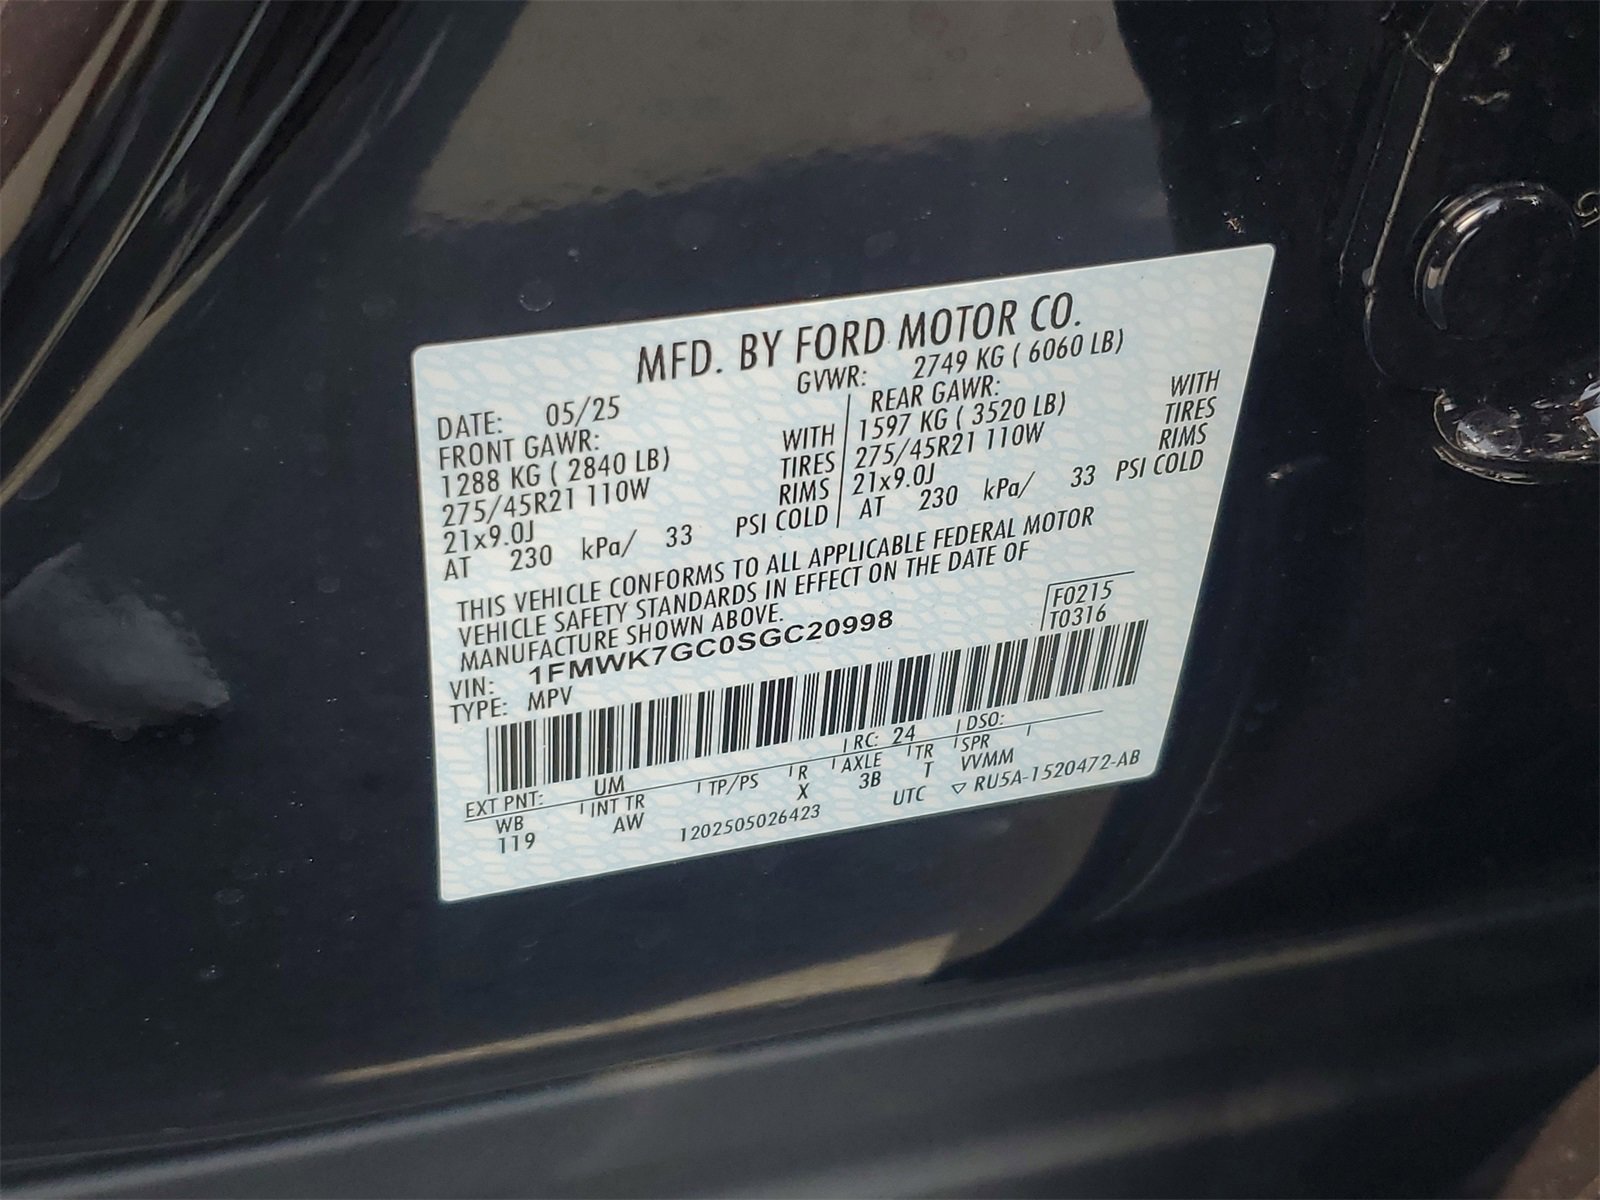 MFD. BY FORD MOTOR CO.
DATE: 05/25 GVWR: 2749 KG ( 6060 LB)
FRONT GAWR: REAR GAWR:
1288 KG ( 2840 LB) WITH 1597 KG ( 3520 LB) WITH
275/45R21 110W TIRES 275/45R21 110W TIRES
21x9.0J RIMS 21x9.0J RIMS
AT 230 kPa/ 33 PSI COLD AT 230 kPa/ 33 PSI COLD
THIS VEHICLE CONFORMS TO ALL APPLICABLE FEDERAL MOTOR
VEHICLE SAFETY STANDARDS IN EFFECT ON THE DATE OF
MANUFACTURE SHOWN ABOVE.
F0215
T0316
VIN: 1FMWK7GC0SGC20998
TYPE: MPV
EXT PNT: UM RC: 24 DSO:
WB INT TR TP/PS R AXLE TR SPR
119 AW X 3B T VVMM
1202505026423 UTC ▽ RU5A-1520472-AB